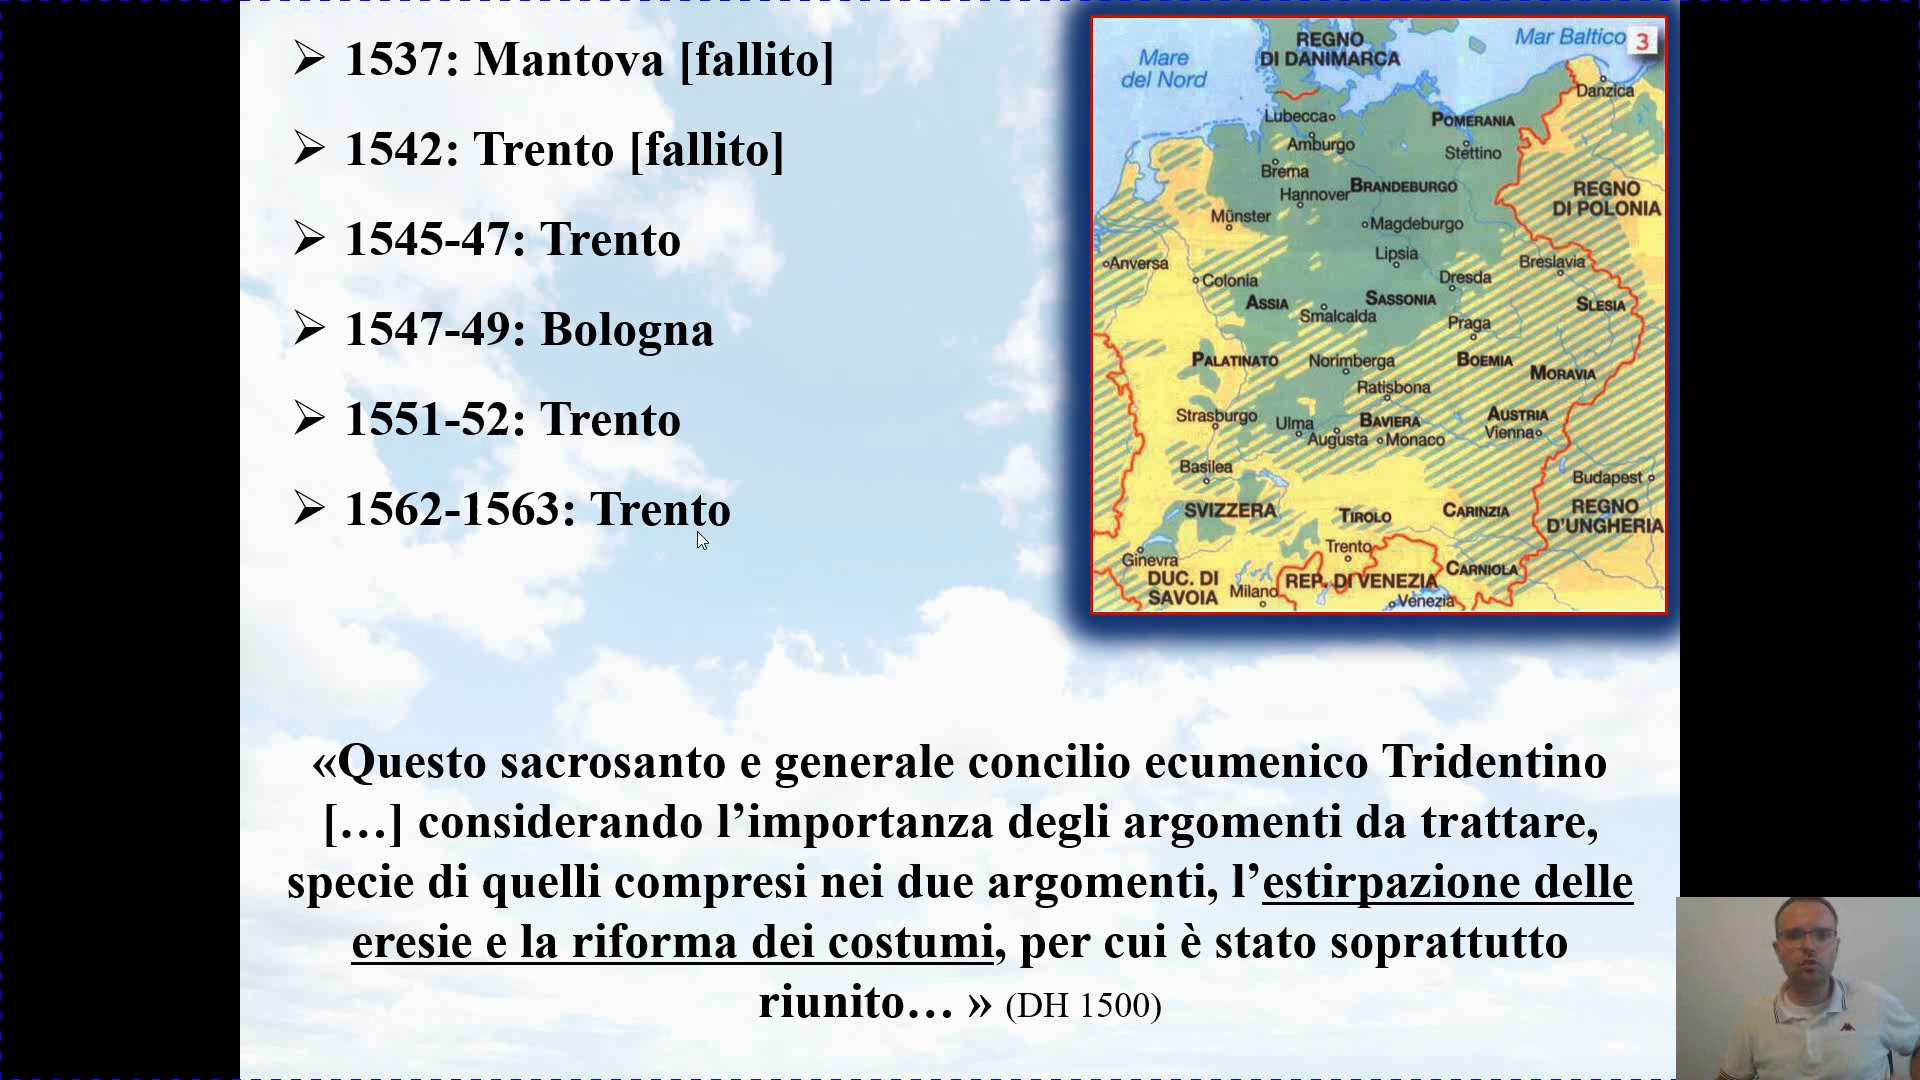 ➢ 1537: Mantova [fallito]
➢ 1542: Trento [fallito]
➢ 1545-47: Trento
➢ 1547-49: Bologna
➢ 1551-52: Trento
➢ 1562-1563: Trento
Mare
del Nord
REGNO
DI DANIMARCA
Mar Baltico
3
Danzica
Lubecca
POMERANIA
Amburgo
Stettino
Brema
Hannover
BRANDEBURGO
REGNO
DI POLONIA
Münster
Magdeburgo
Lipsia
Anversa
Colonia
Dresda
Breslavia
ASSIA
SASSONIA
SLESIA
Smalcalda
Praga
PALATINATO
Norimberga
BOEMIA
MORAVIA
Ratisbona
Strasburgo
Ulma
BAVIERA
AUSTRIA
Vienna
Augusta
Monaco
Basilea
Budapest
SVIZZERA
TIROLO
CARINZIA
REGNO
D'UNGHERIA
Trento
Ginevra
CARNIOLA
DUC. DI
SAVOIA
Milano
REP. DI VENEZIA
Venezia
«Questo sacrosanto e generale concilio ecumenico Tridentino
[…] considerando l’importanza degli argomenti da trattare,
specie di quelli compresi nei due argomenti, l’estirpazione delle
eresie e la riforma dei costumi, per cui è stato soprattutto
riunito… » (DH 1500)